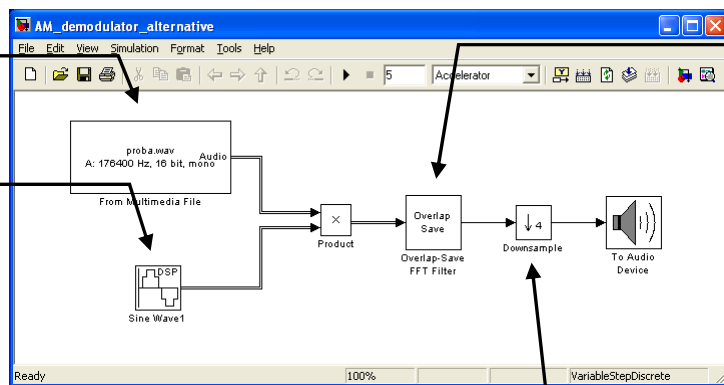 AM_demodulator_alternative
File Edit View Simulation Format Tools Help
5 Accelerator
proba.wav
A: 176400 Hz, 16 bit, mono
Audio
From Multimedia File
DSP
Sine Wave1
×
Product
Overlap
Save
Overlap-Save
FFT Filter
↓4
Downsample
To Audio
Device
Ready 100% VariableStepDiscrete